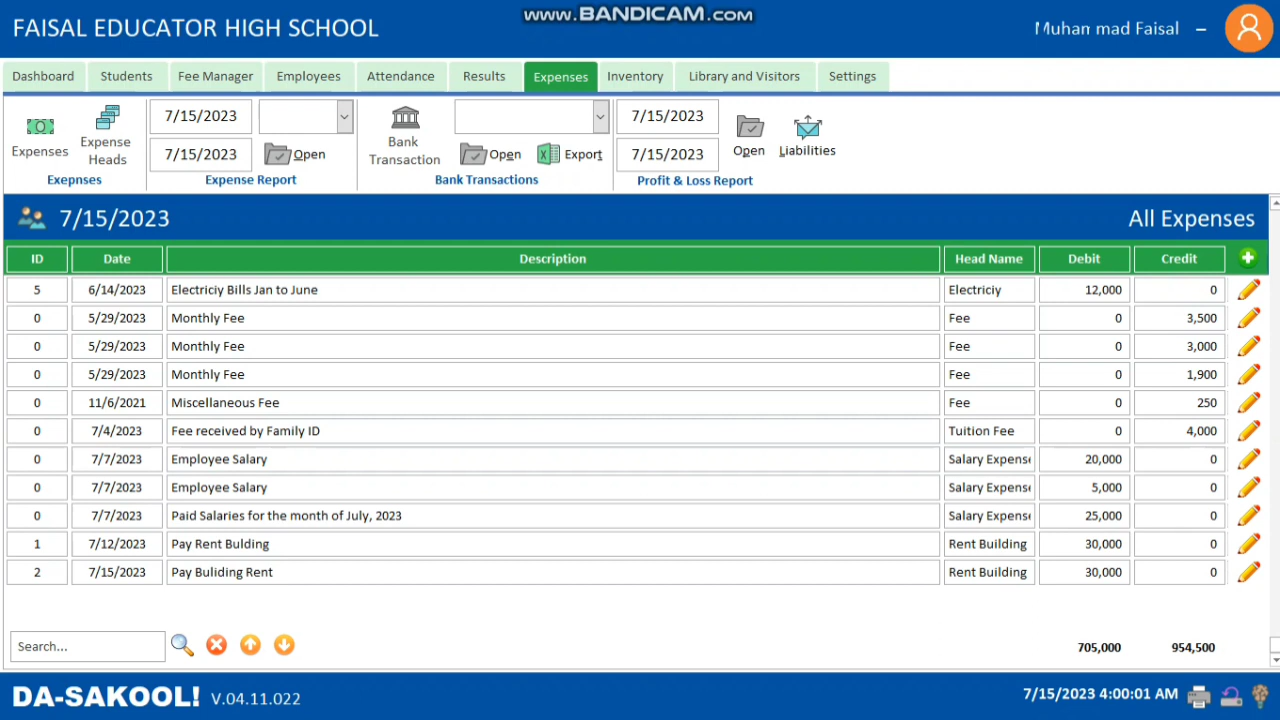 www.BANDICAM.com
FAISAL EDUCATOR HIGH SCHOOL
Muhammad Faisal
Dashboard Students Fee Manager Employees Attendance Results Expenses Inventory Library and Visitors Settings
7/15/2023 7/15/2023
Expenses Expense Heads Bank Transaction Open Liabilities
7/15/2023 Open Open Export 7/15/2023
Exepnses Expense Report Bank Transactions Profit & Loss Report
7/15/2023 All Expenses
ID Date Description Head Name Debit Credit
5 6/14/2023 Electriciy Bills Jan to June Electriciy 12,000 0
0 5/29/2023 Monthly Fee Fee 0 3,500
0 5/29/2023 Monthly Fee Fee 0 3,000
0 5/29/2023 Monthly Fee Fee 0 1,900
0 11/6/2021 Miscellaneous Fee Fee 0 250
0 7/4/2023 Fee received by Family ID Tuition Fee 0 4,000
0 7/7/2023 Employee Salary Salary Expense 20,000 0
0 7/7/2023 Employee Salary Salary Expense 5,000 0
0 7/7/2023 Paid Salaries for the month of July, 2023 Salary Expense 25,000 0
1 7/12/2023 Pay Rent Bulding Rent Building 30,000 0
2 7/15/2023 Pay Buliding Rent Rent Building 30,000 0
Search... 705,000 954,500
DA-SAKOOL! V.04.11.022 7/15/2023 4:00:01 AM